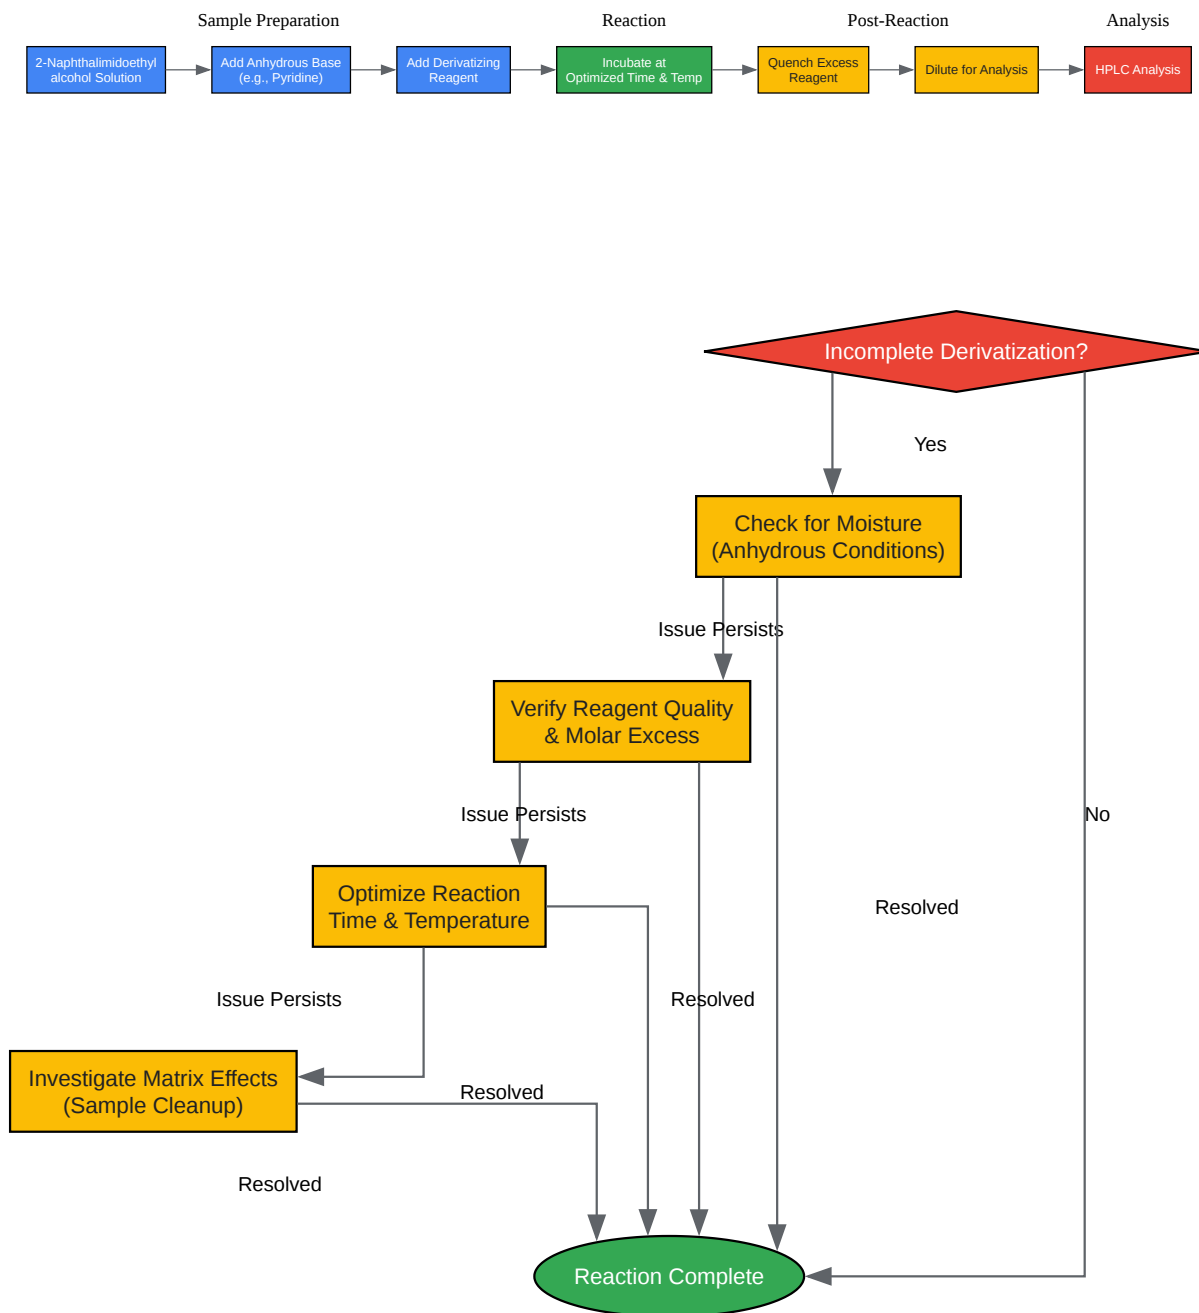 Sample Preparation
Reaction
Post-Reaction
Analysis
2-Naphthalimidoethyl
alcohol Solution
Add Anhydrous Base
(e.g., Pyridine)
Add Derivatizing
Reagent
Incubate at
Optimized Time & Temp
Quench Excess
Reagent
Dilute for Analysis
HPLC Analysis
Incomplete Derivatization?
Yes
Check for Moisture
(Anhydrous Conditions)
Issue Persists
Verify Reagent Quality
& Molar Excess
Issue Persists
No
Optimize Reaction
Time & Temperature
Resolved
Issue Persists
Resolved
Investigate Matrix Effects
(Sample Cleanup)
Resolved
Resolved
Reaction Complete